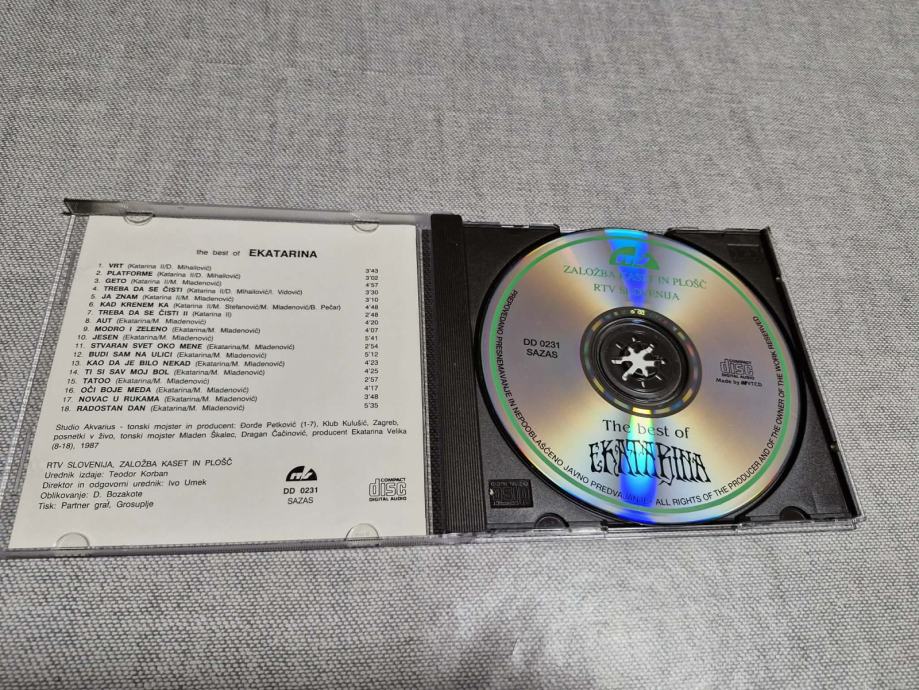 the best of EKATARINA
1. VRT (Katarina II/D. Mihailović) 3'43
2. PLATFORME (Katarina II/D. Mihailović) 3'02
3. GETO (Katarina II/M. Mladenović) 4'57
4. TREBA DA SE ČISTI (Katarina II/D. Mihailović/I. Vidović) 3'30
5. JA ZNAM (Katarina II/M. Mladenović) 3'10
6. KAD KRENEM KA (Katarina II/M. Stefanović/M. Mladenović/B. Pečar) 4'48
7. TREBA DA SE ČISTI II (Katarina II) 2'48
8. AUT (Ekatarina/M. Mladenović) 4'20
9. MODRO I ZELENO (Ekatarina/M. Mladenović) 4'07
10. JESEN (Ekatarina/M. Mladenović) 5'41
11. STVARAN SVET OKO MENE (Ekatarina/M. Mladenović) 2'54
12. BUDI SAM NA ULICI (Ekatarina/M. Mladenović) 5'12
13. KAO DA JE BILO NEKAD (Ekatarina/M. Mladenović) 4'23
14. TI SI SAV MOJ BOL (Ekatarina/M. Mladenović) 4'25
15. TATOO (Ekatarina/M. Mladenović) 2'57
16. OČI BOJE MEDA (Ekatarina/M. Mladenović) 4'17
17. NOVAC U RUKAMA (Ekatarina/M. Mladenović) 3'48
18. RADOSTAN DAN (Ekatarina/M. Mladenović) 5'35
Studio Akvarius - tonski mojster in producent: Đorđe Petković (1-7), Klub Kulušić, Zagreb,
posnetki v živo, tonski mojster Mladen Škalec, Dragan Čačinović, producent Ekatarina Velika
(8-18), 1987
RTV SLOVENIJA, ZALOŽBA KASET IN PLOŠČ
Urednik izdaje: Teodor Korban
Direktor in odgovorni urednik: Ivo Umek
Oblikovanje: D. Bozakote
Tisk: Partner graf, Grosuplje
DD 0231
SAZAS
COMPACT
disc
DIGITAL AUDIO
ZALOŽBA KASET IN PLOŠČ
RTV SLOVENIJA
DD 0231
SAZAS
COMPACT
disc
DIGITAL AUDIO
Made by VTCD
The best of
EKATARINA
PREPOVEDANO PRESNEMAVANJE IN NEPOOBLAŠČENO JAVNO PREDVAJANJE - ALL RIGHTS OF THE PRODUCER AND OF THE OWNER OF THE WORK RESERVED